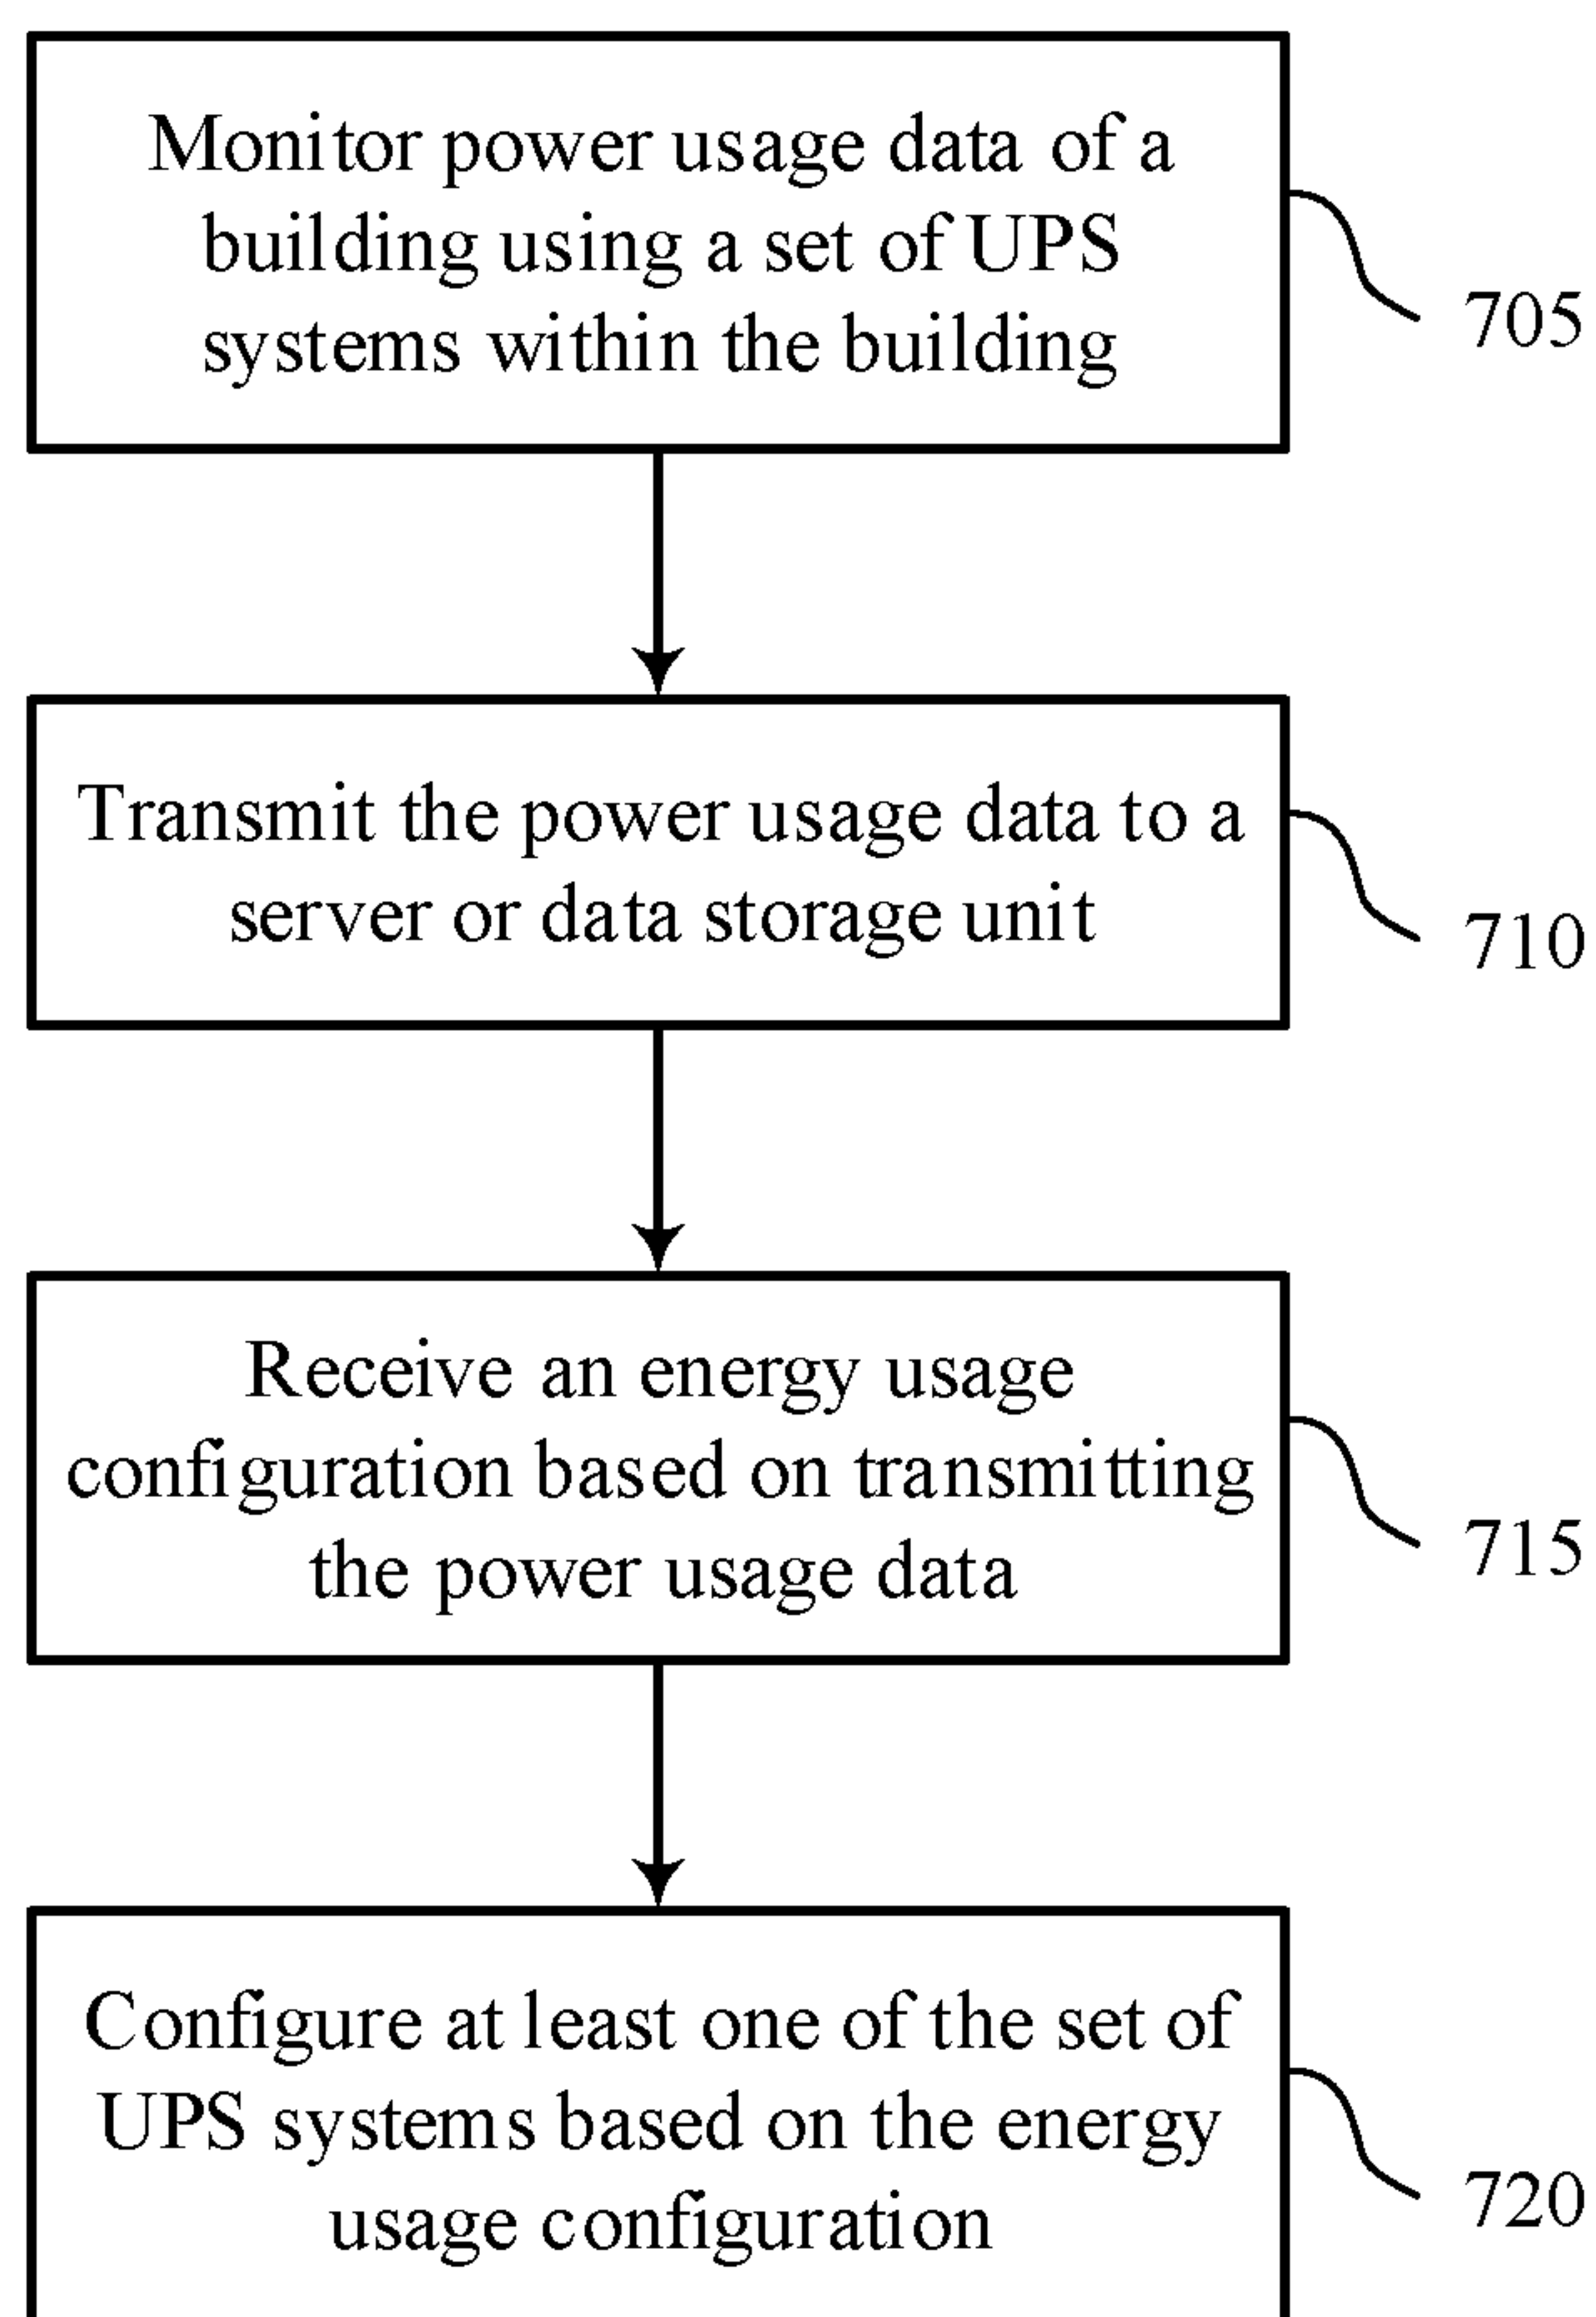 Monitor power usage data of a
building using a set of UPS
systems within the building
705
Transmit the power usage data to a
server or data storage unit
710
Receive an energy usage
configuration based on transmitting
the power usage data
715
Configure at least one of the set of
UPS systems based on the energy
usage configuration
720